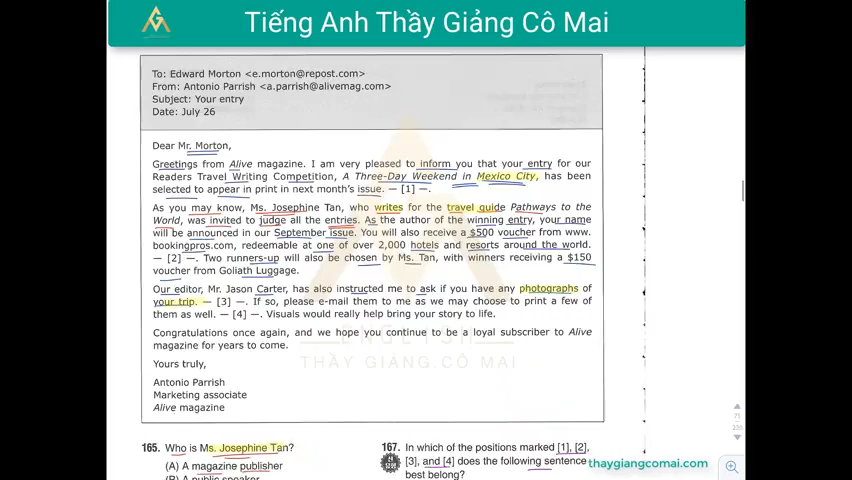 Tiếng Anh Thầy Giảng Cô Mai
To: Edward Morton <e.morton@repost.com>
From: Antonio Parrish <a.parrish@alivemag.com>
Subject: Your entry
Date: July 26
Dear Mr. Morton,
Greetings from Alive magazine. I am very pleased to inform you that your entry for our
Readers Travel Writing Competition, A Three-Day Weekend in Mexico City, has been
selected to appear in print in next month's issue. — [1] —.
As you may know, Ms. Josephine Tan, who writes for the travel guide Pathways to the
World, was invited to judge all the entries. As the author of the winning entry, your name
will be announced in our September issue. You will also receive a $500 voucher from www.
bookingpros.com, redeemable at one of over 2,000 hotels and resorts around the world.
— [2] —. Two runners-up will also be chosen by Ms. Tan, with winners receiving a $150
voucher from Goliath Luggage.
Our editor, Mr. Jason Carter, has also instructed me to ask if you have any photographs of
your trip. — [3] —. If so, please e-mail them to me as we may choose to print a few of
them as well. — [4] —. Visuals would really help bring your story to life.
Congratulations once again, and we hope you continue to be a loyal subscriber to Alive
magazine for years to come.
ENGLISH
THẦY GIẢNG.CÔ MAI
Yours truly,
Antonio Parrish
Marketing associate
Alive magazine
165. Who is Ms. Josephine Tan?
(A) A magazine publisher
(B) A public speaker
167. In which of the positions marked [1], [2],
[3], and [4] does the following sentence
best belong?
thaygiangcomai.com